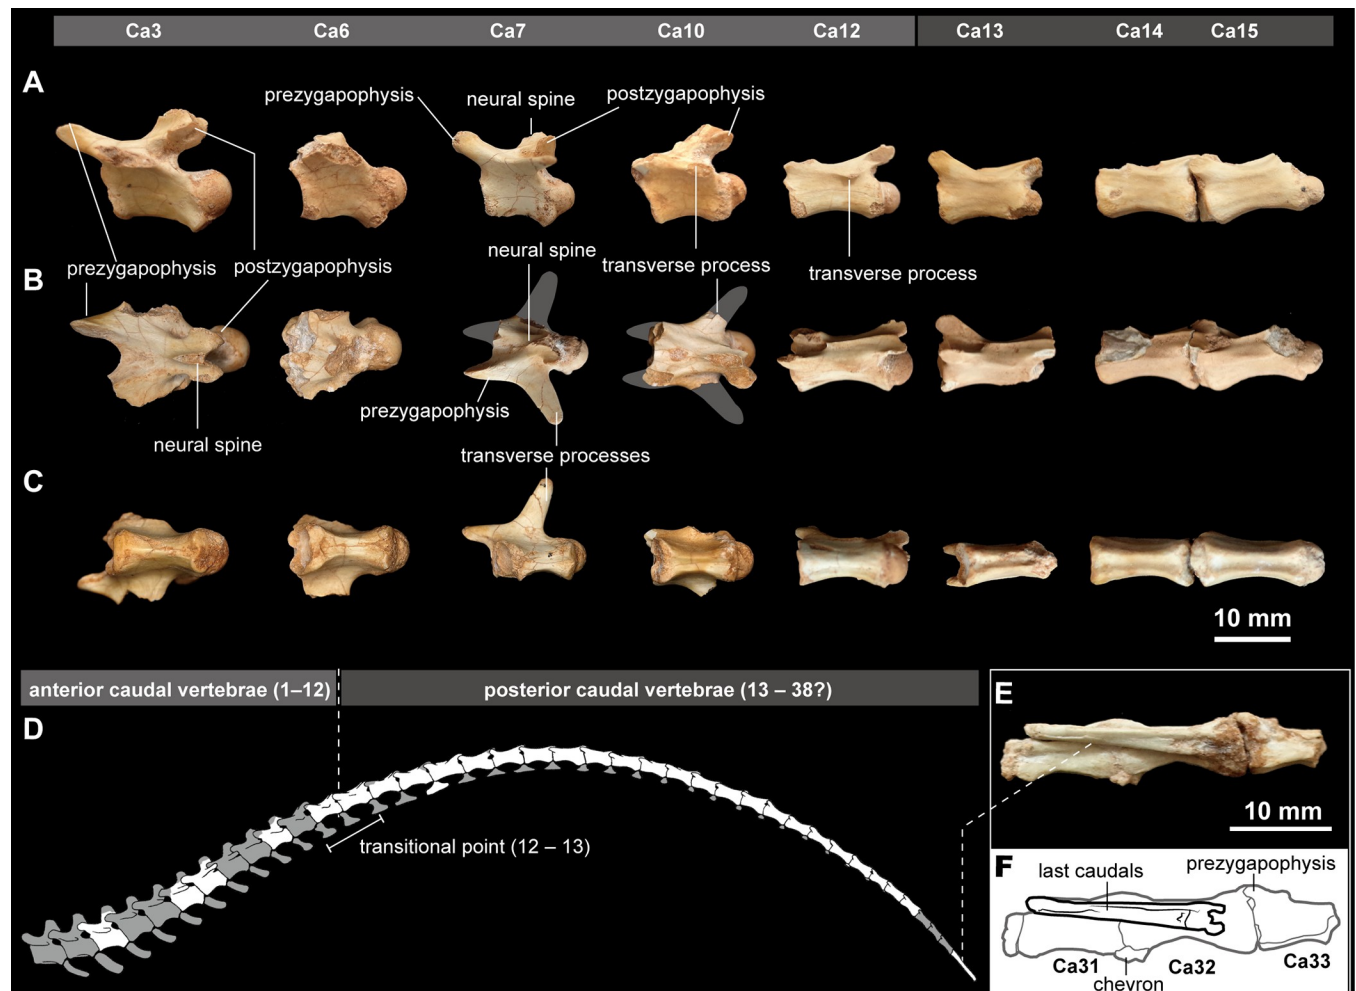 Ca3 Ca6 Ca7 Ca10 Ca12 Ca13 Ca14 Ca15
A
prezygapophysis
neural spine
postzygapophysis
B
prezygapophysis
postzygapophysis
neural spine
transverse process
transverse process
prezygapophysis
neural spine
transverse processes
C
10 mm
anterior caudal vertebrae (1–12)
posterior caudal vertebrae (13 – 38?)
D
transitional point (12 – 13)
E
10 mm
F
last caudals
prezygapophysis
Ca31
Ca32
Ca33
chevron